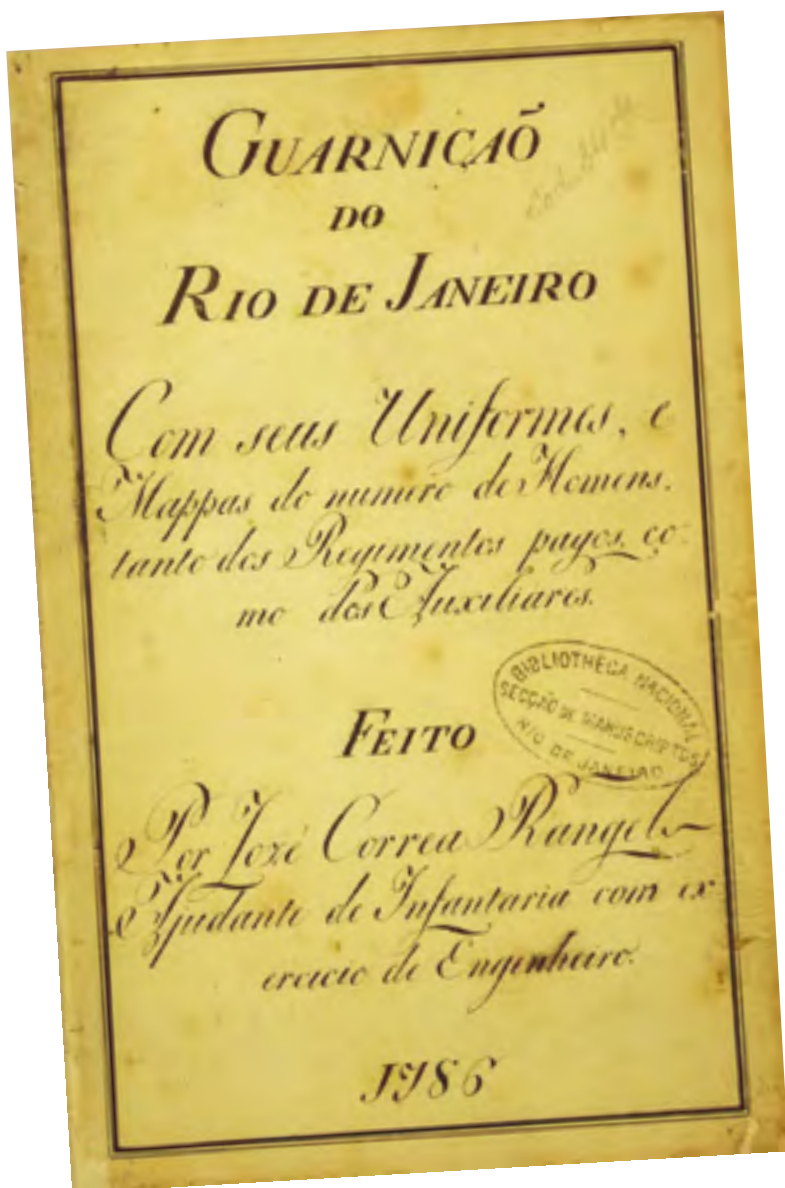 GUARNIÇAÕ
DO
RIO DE JANEIRO
Com seus Uniformes, e
Mappas do numero de Homens,
tanto dos Regimentos pagos, co-
mo dos Auxiliares.
BIBLIOTHECA NACIONAL
SECÇÃO DE MANUSCRIPTOS
RIO DE JANEIRO
FEITO
Por Jozé Correa Rangel
Ajudante de Infantaria com ex
ercicio de Engenheiro.
1786